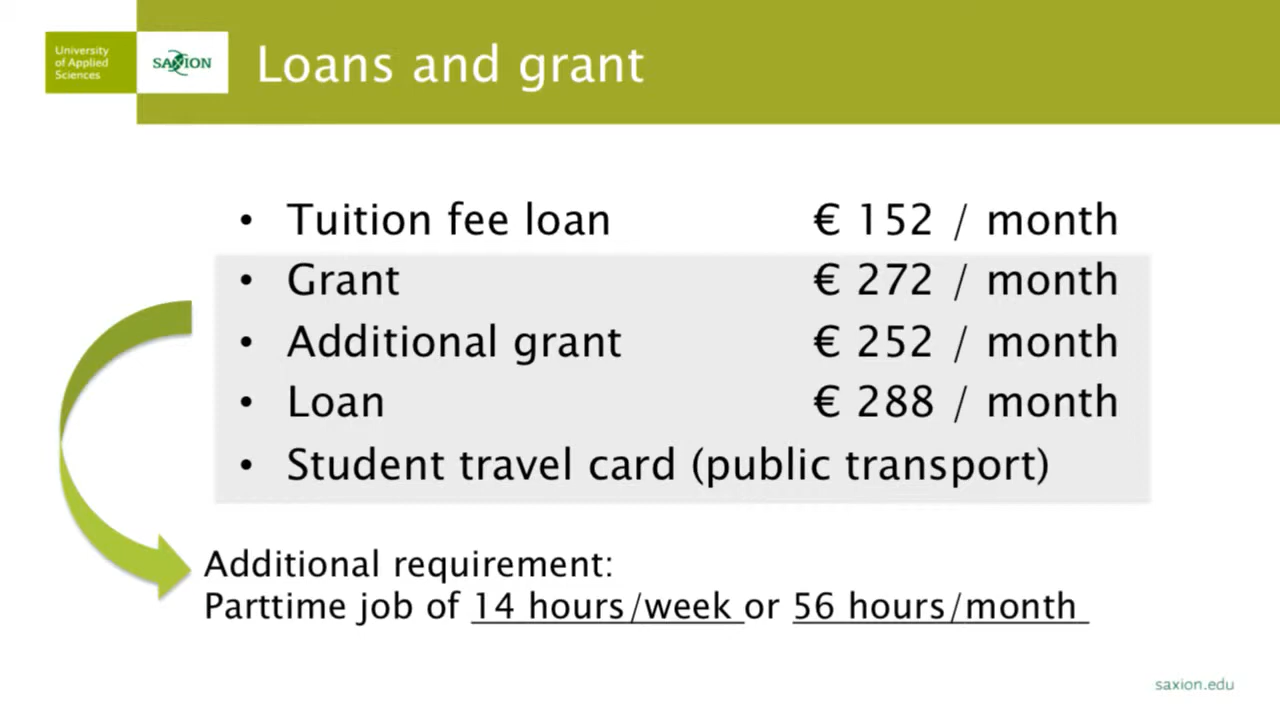 University
of Applied
Sciences
SAXION
Loans and grant
• Tuition fee loan € 152 / month
• Grant € 272 / month
• Additional grant € 252 / month
• Loan € 288 / month
• Student travel card (public transport)
Additional requirement:
Parttime job of 14 hours/week or 56 hours/month
saxion.edu